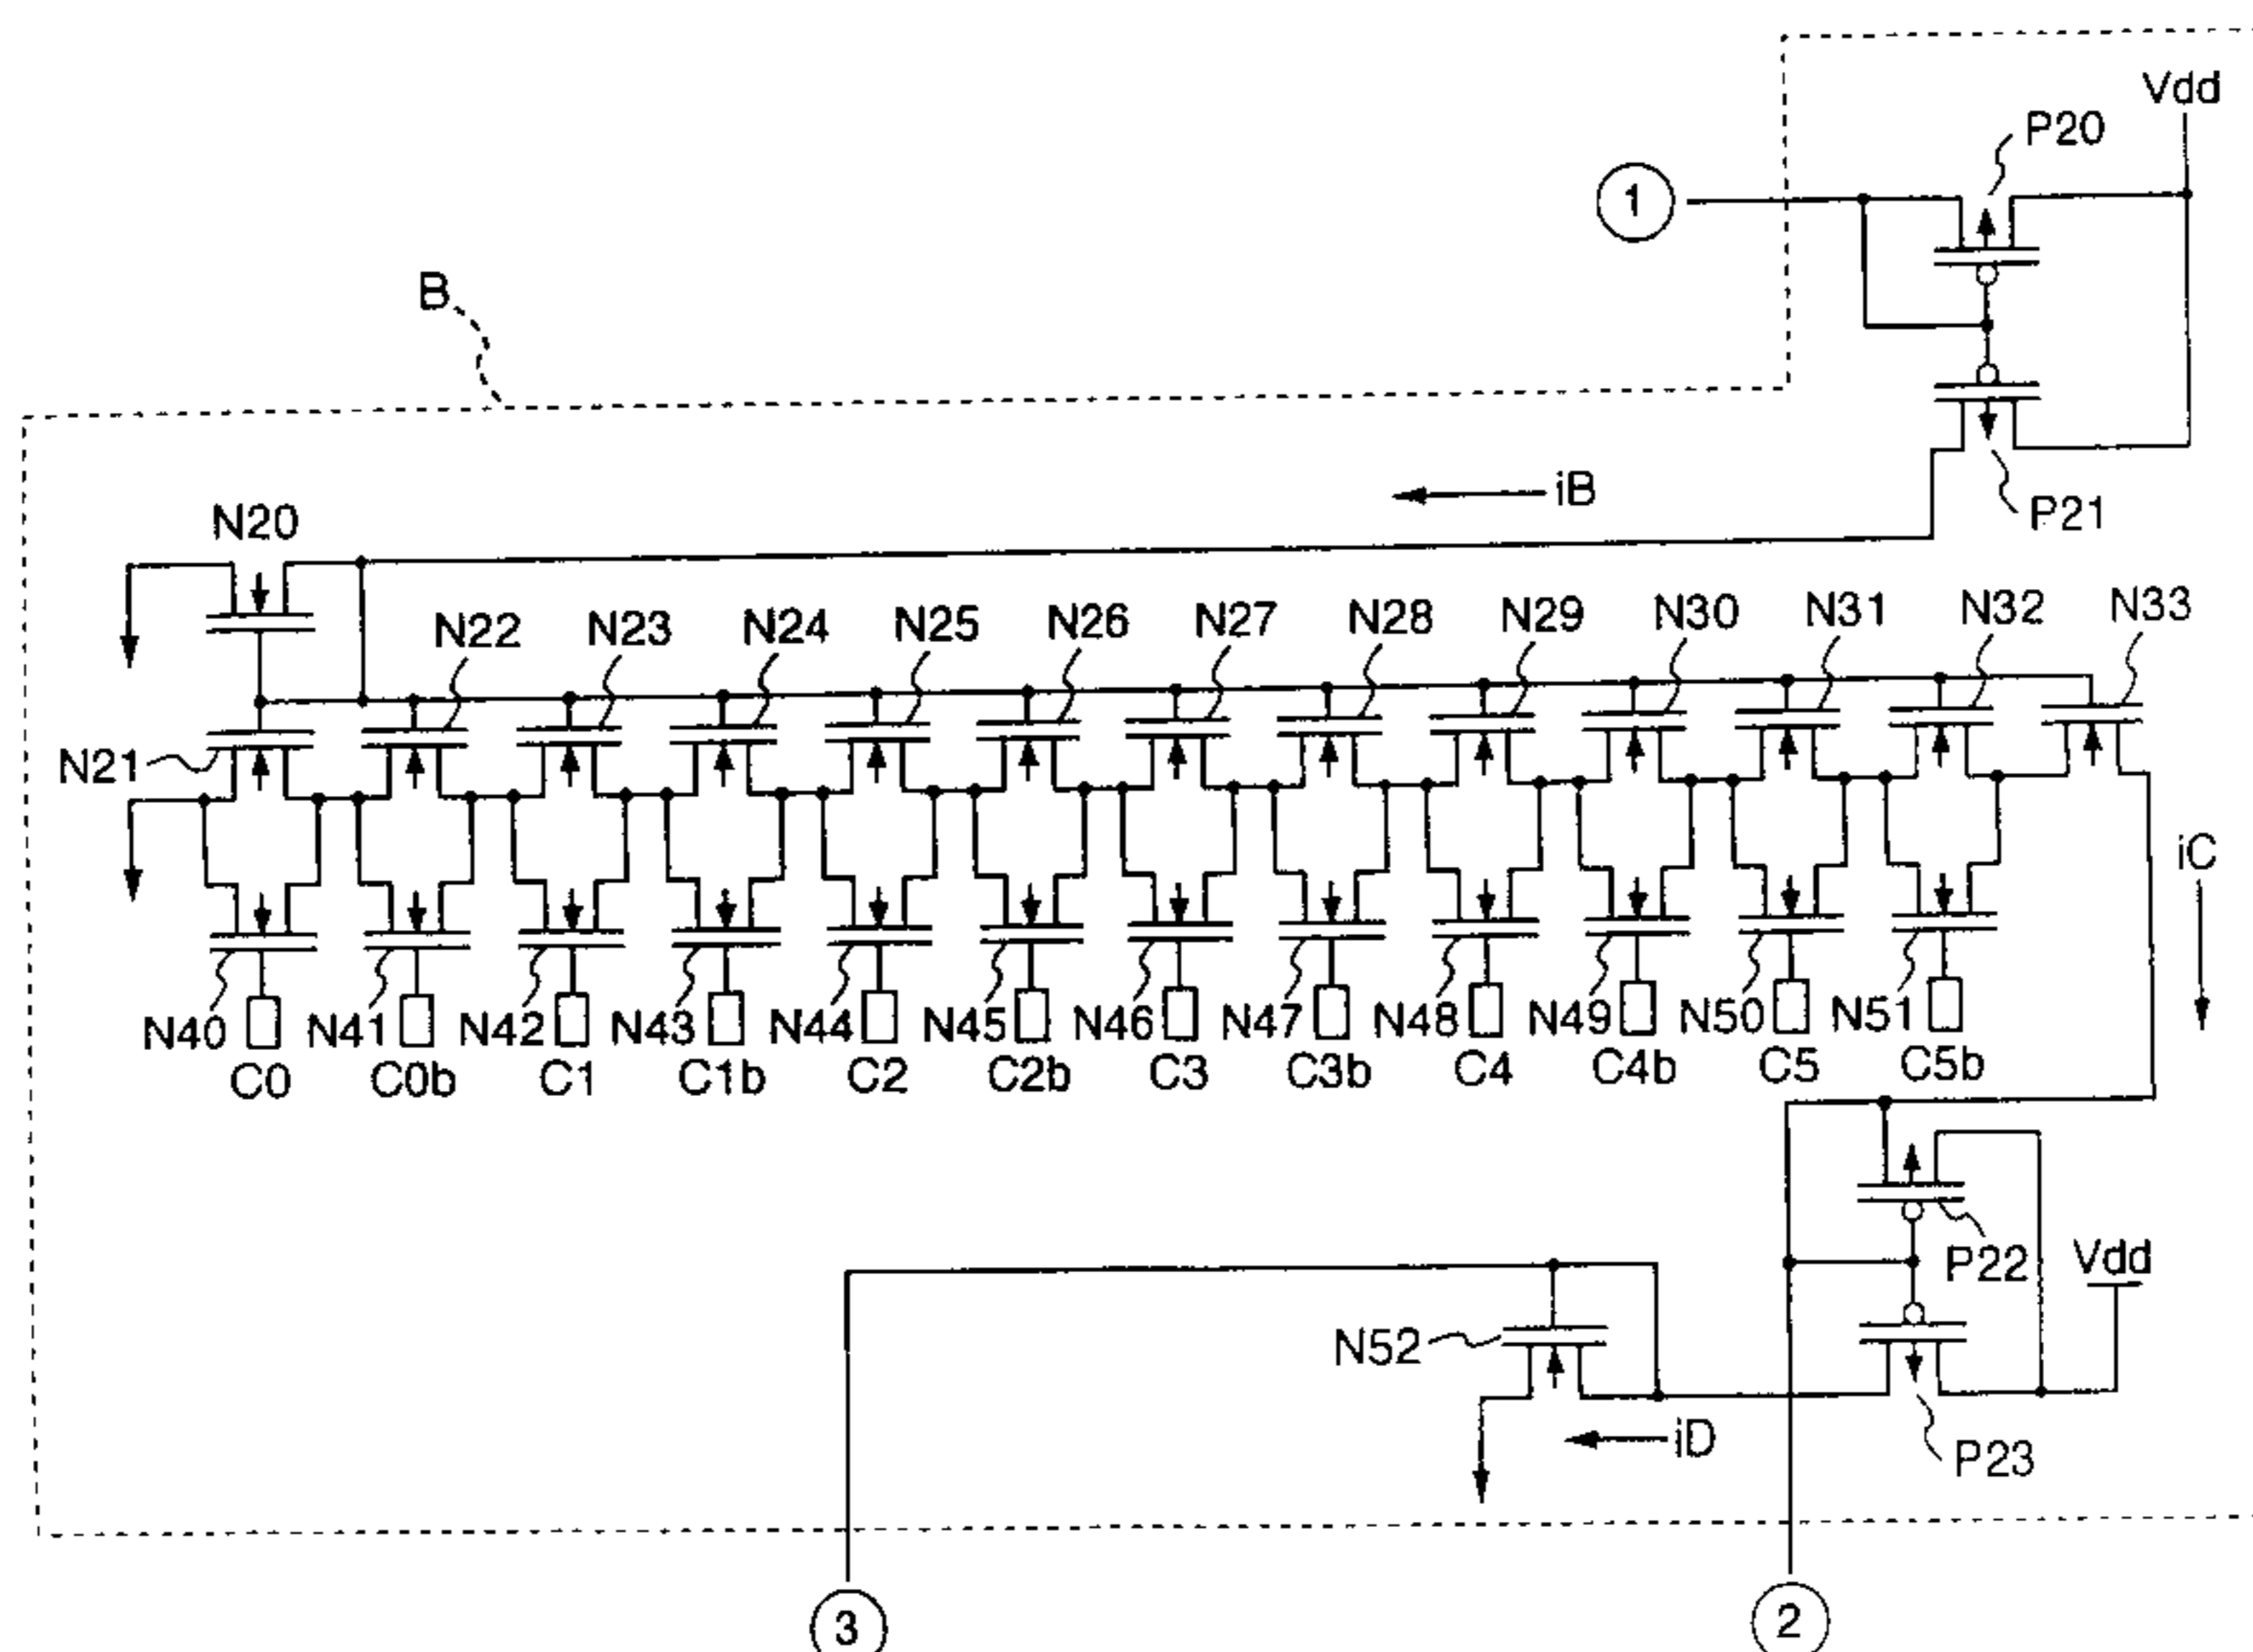 Vdd
P20
1
B
iB
P21
N20
N22 N23 N24 N25 N26 N27 N28 N29 N30 N31 N32 N33
N21
iC
N40 N41 N42 N43 N44 N45 N46 N47 N48 N49 N50 N51
C0 C0b C1 C1b C2 C2b C3 C3b C4 C4b C5 C5b
P22 Vdd
N52
iD
P23
3 2